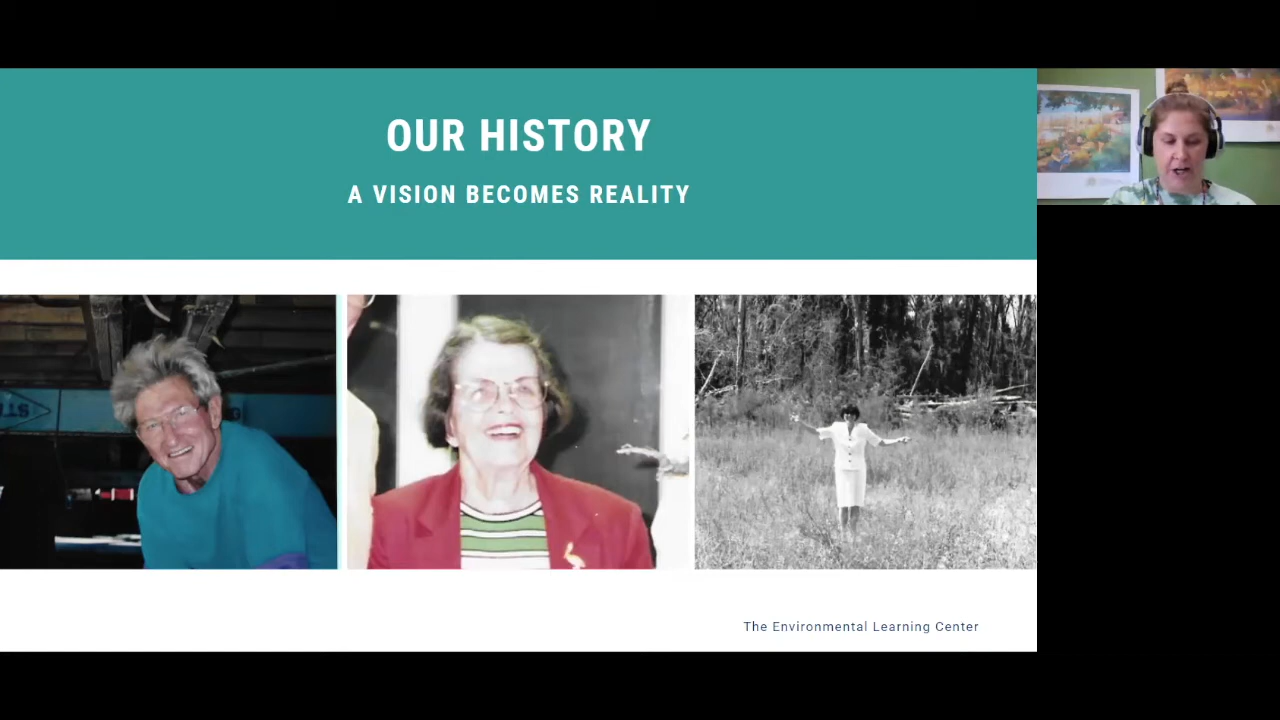 OUR HISTORY
A VISION BECOMES REALITY
The Environmental Learning Center